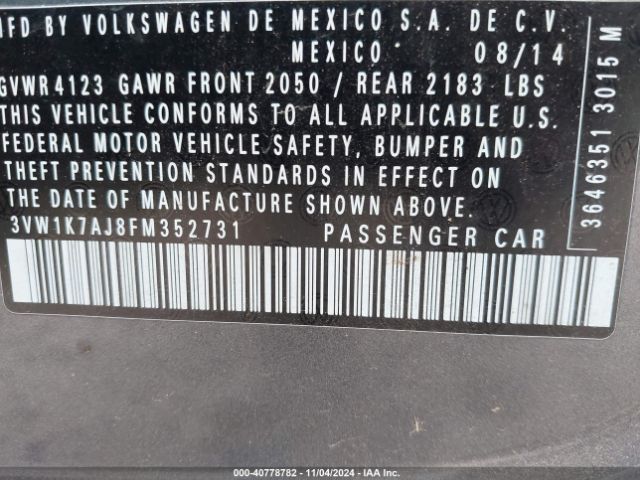 MFD BY VOLKSWAGEN DE MEXICO S.A. DE C.V.
MEXICO 08/14
GVWR 4123 GAWR FRONT 2050 / REAR 2183 LBS
THIS VEHICLE CONFORMS TO ALL APPLICABLE U.S.
FEDERAL MOTOR VEHICLE SAFETY, BUMPER AND
THEFT PREVENTION STANDARDS IN EFFECT ON
THE DATE OF MANUFACTURE SHOWN ABOVE.
3VW1K7AJ8FM352731 PASSENGER CAR
3646351 3015 M
000-40778782 - 11/04/2024 - IAA Inc.